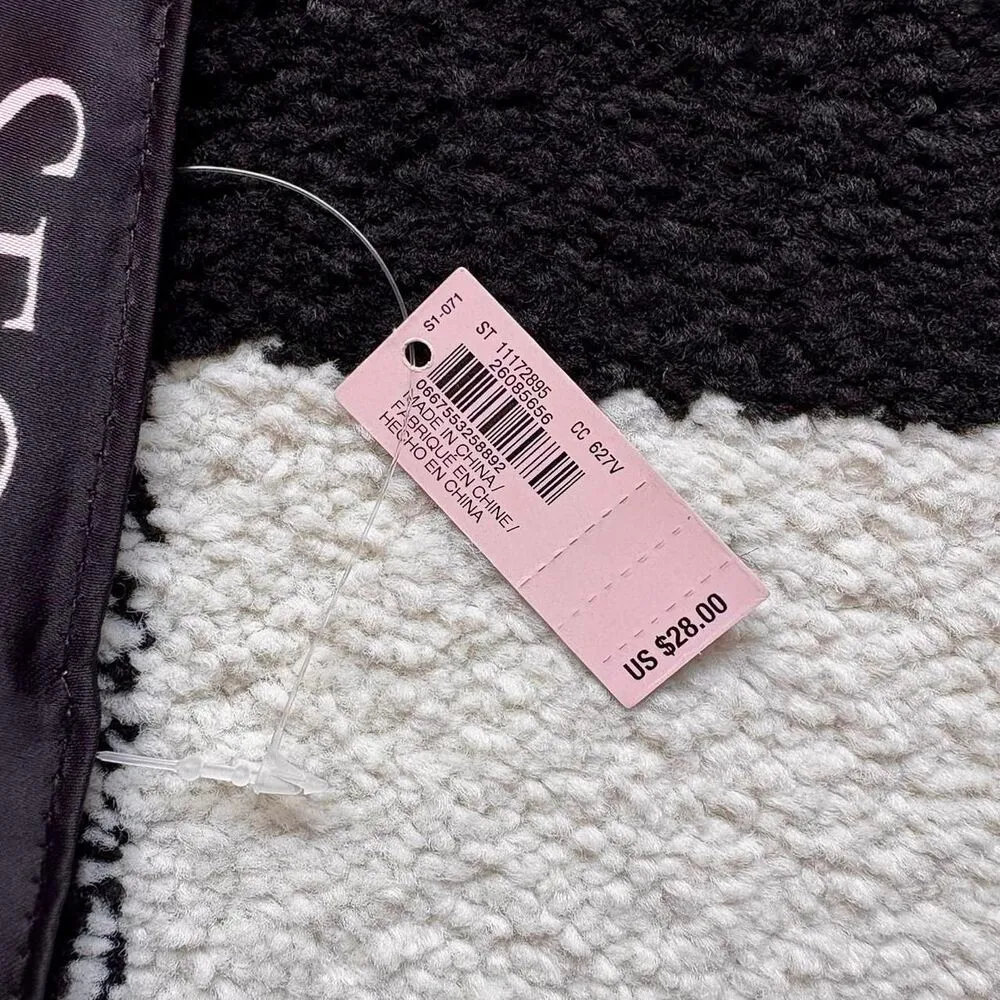 S1-071
ST 11172895
26085656
CC 627V
0667553258892
MADE IN CHINA/
FABRIQUÉ EN CHINE/
HECHO EN CHINA
US $28.00